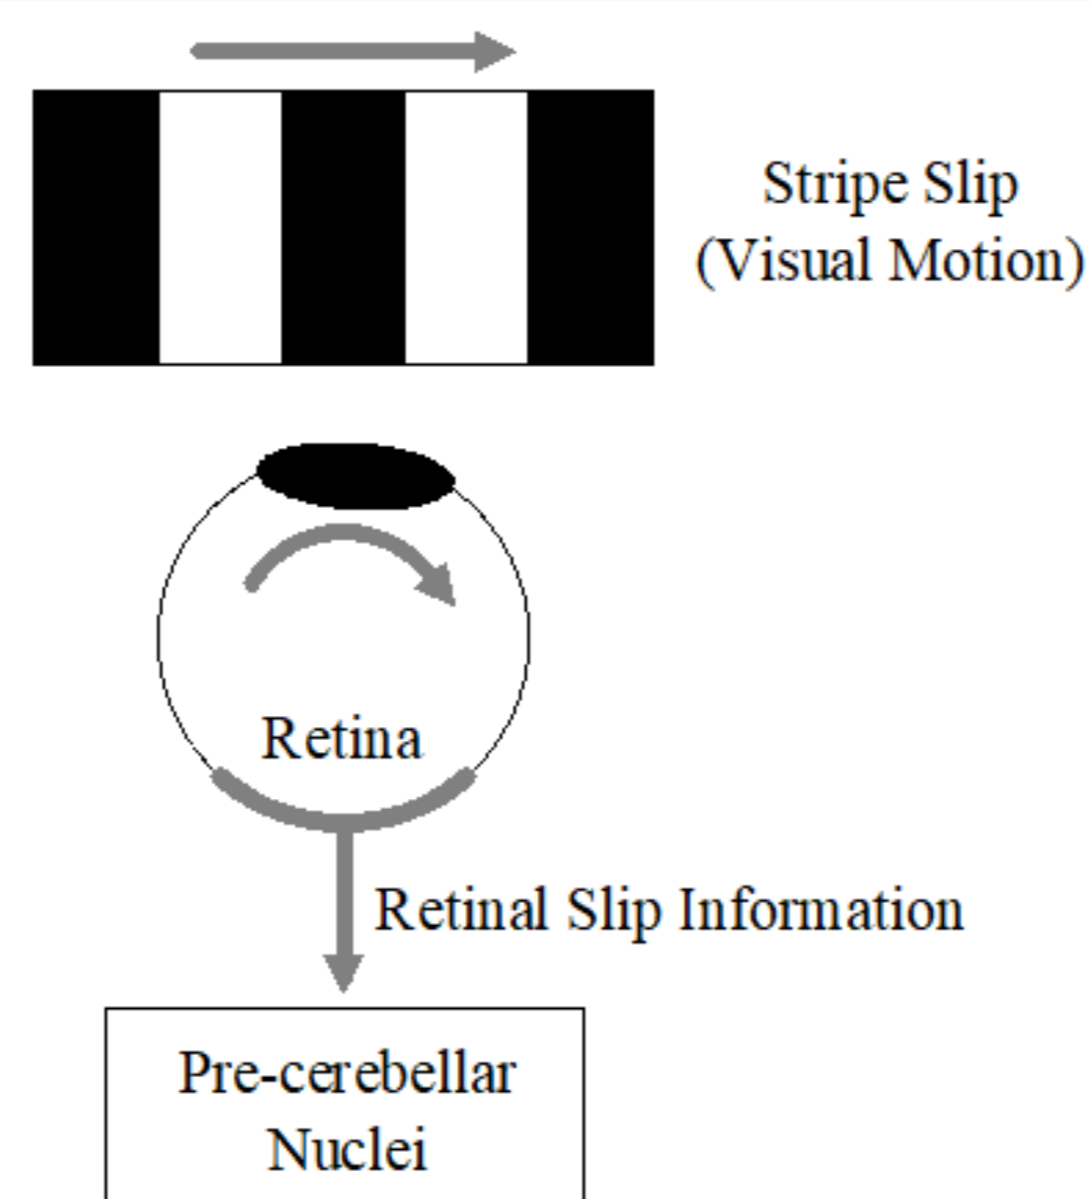 Stripe Slip
(Visual Motion)
Retina
Retinal Slip Information
Pre-cerebellar
Nuclei